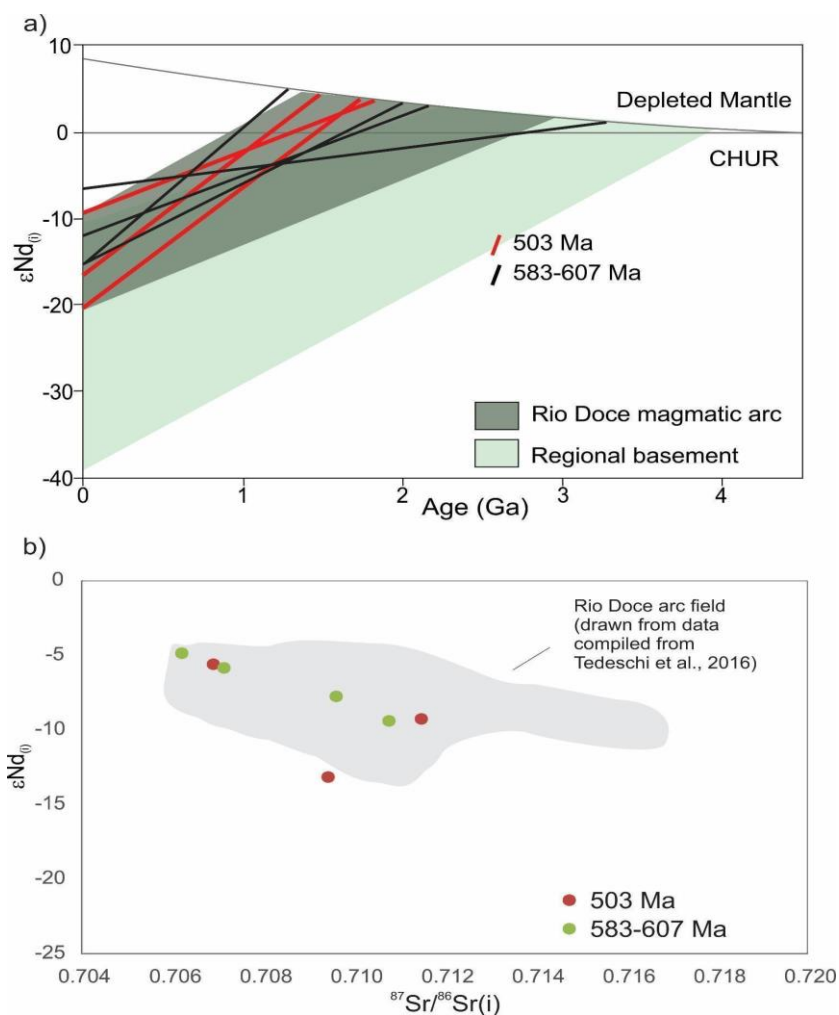 a)
10
0
-10
-20
-30
-40
εNd(i)
Depleted Mantle
CHUR
503 Ma
583-607 Ma
Rio Doce magmatic arc
Regional basement
0
1
2
3
4
Age (Ga)
b)
0
-5
-10
-15
-20
-25
εNd(i)
Rio Doce arc field
(drawn from data
compiled from
Tedeschi et al., 2016)
503 Ma
583-607 Ma
0.704
0.706
0.708
0.710
0.712
0.714
0.716
0.718
0.720
⁸⁷Sr/⁸⁶Sr(i)